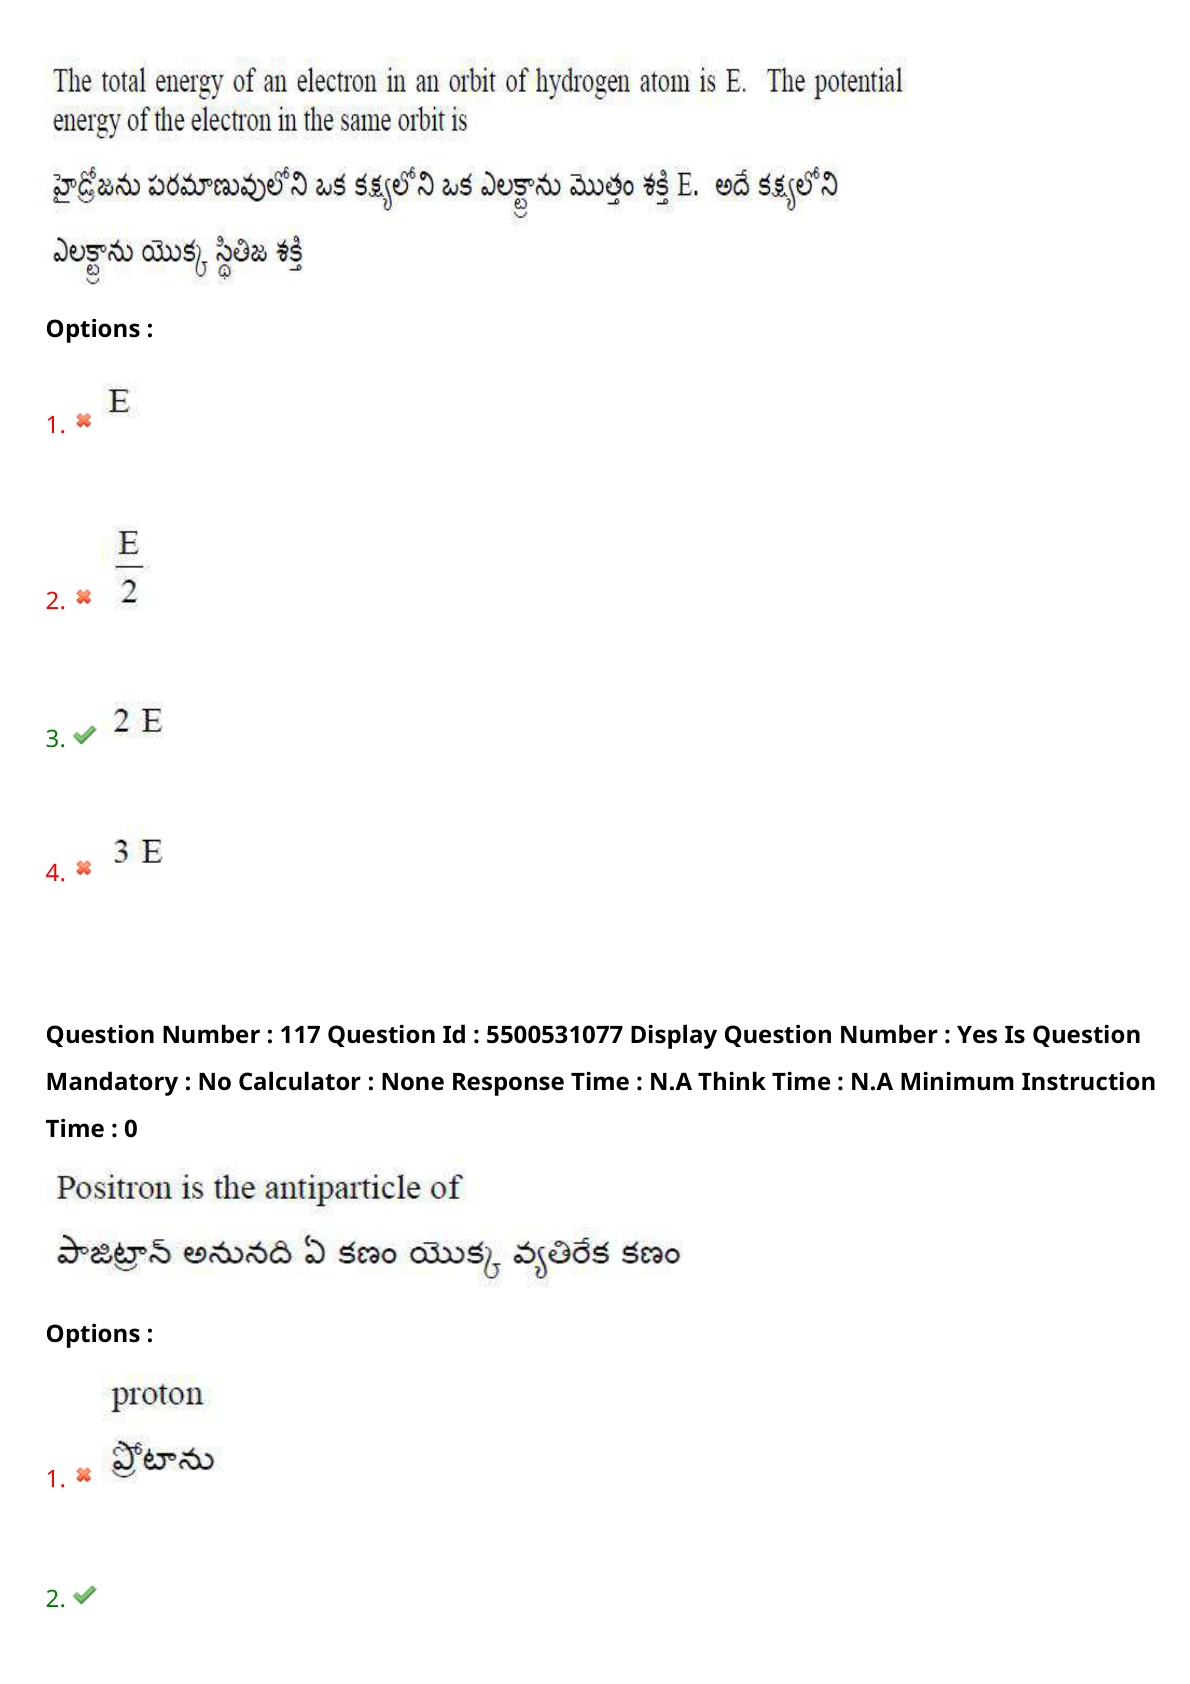 The total energy of an electron in an orbit of hydrogen atom is E. The potential
energy of the electron in the same orbit is
హైడ్రోజను పరమాణువులోని ఒక కక్ష్యలోని ఒక ఎలక్ట్రాను మొత్తం శక్తి E. అదే కక్ష్యలోని
ఎలక్ట్రాను యొక్క స్థితిజ శక్తి
Options :
1. E
2. E/2
3. 2 E
4. 3 E
Question Number : 117 Question Id : 5500531077 Display Question Number : Yes Is Question
Mandatory : No Calculator : None Response Time : N.A Think Time : N.A Minimum Instruction
Time : 0
Positron is the antiparticle of
పాజిట్రాన్ అనునది ఏ కణం యొక్క వ్యతిరేక కణం
Options :
proton
1. ప్రోటాను
2.